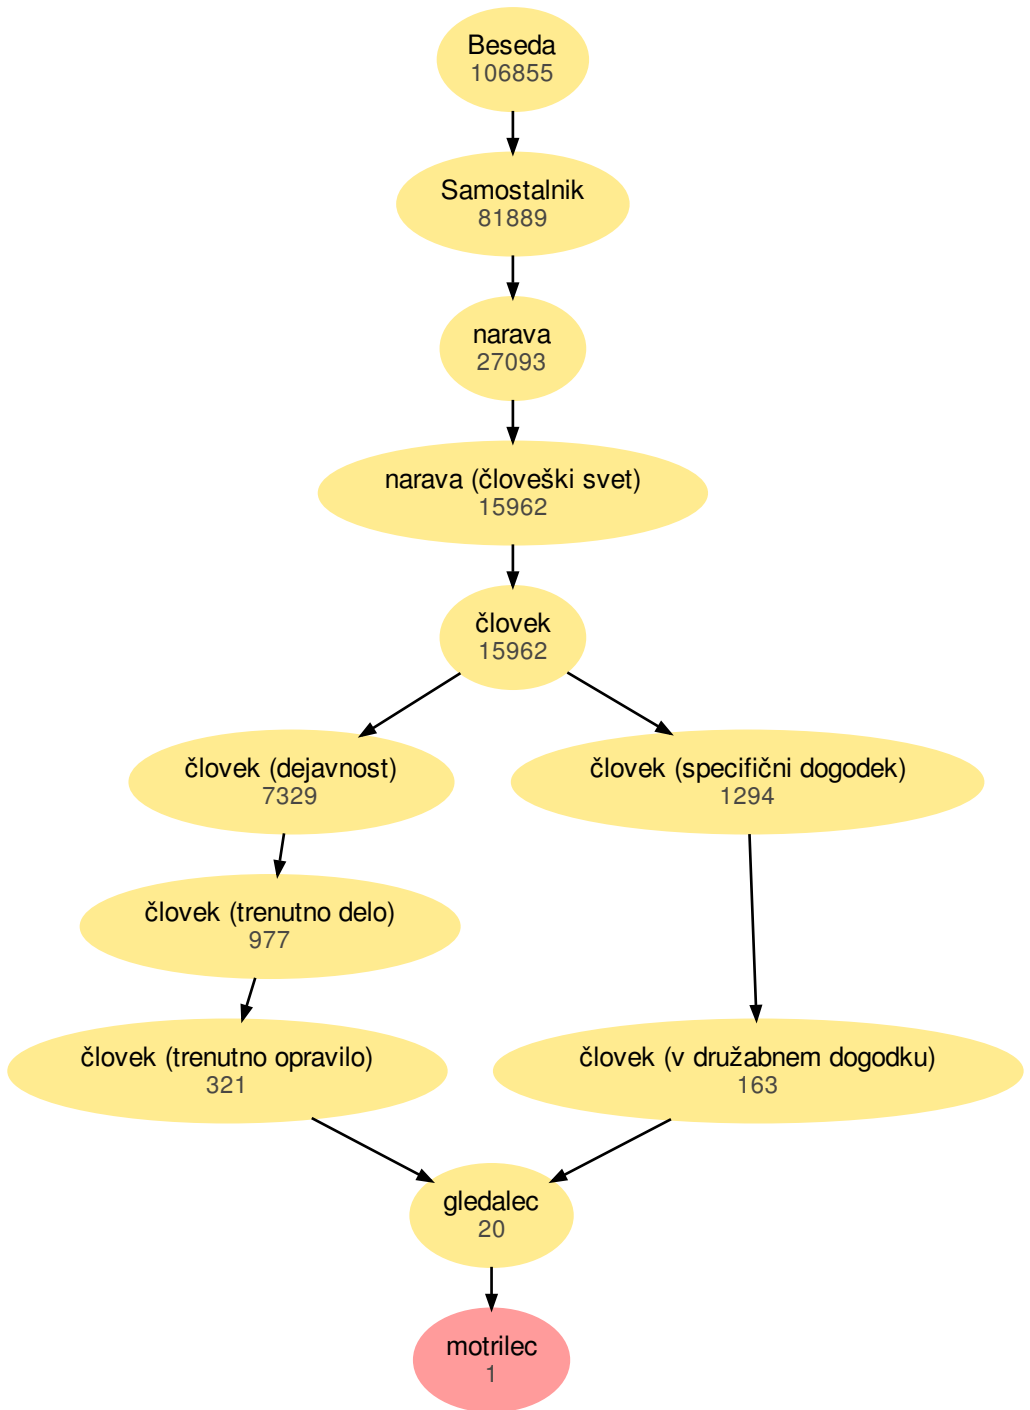 Beseda
106855
Samostalnik
81889
narava
27093
narava (človeški svet)
15962
človek
15962
človek (dejavnost)
7329
človek (specifični dogodek)
1294
človek (trenutno delo)
977
človek (trenutno opravilo)
321
človek (v družabnem dogodku)
163
gledalec
20
motrilec
1